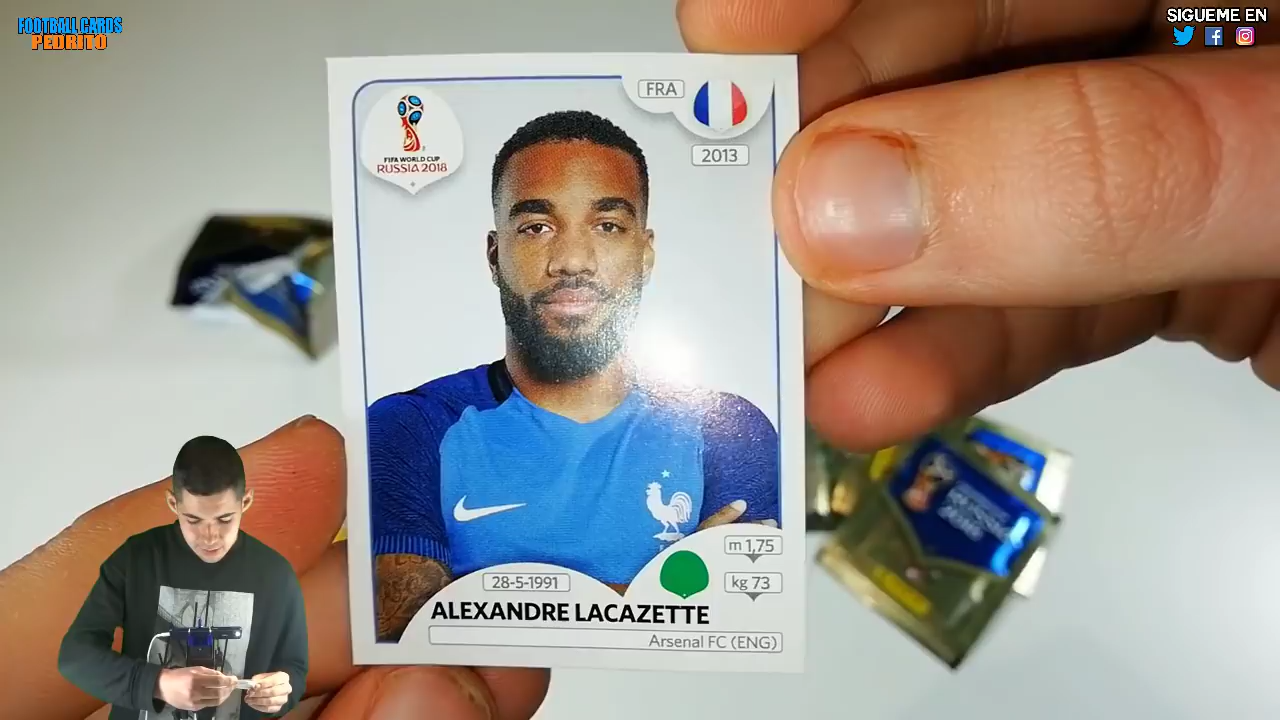 FOOTBALL CARDS
PEDRITO
SIGUEME EN
FRA
2013
FIFA WORLD CUP
RUSSIA 2018
m 1,75
kg 73
28-5-1991
ALEXANDRE LACAZETTE
Arsenal FC (ENG)